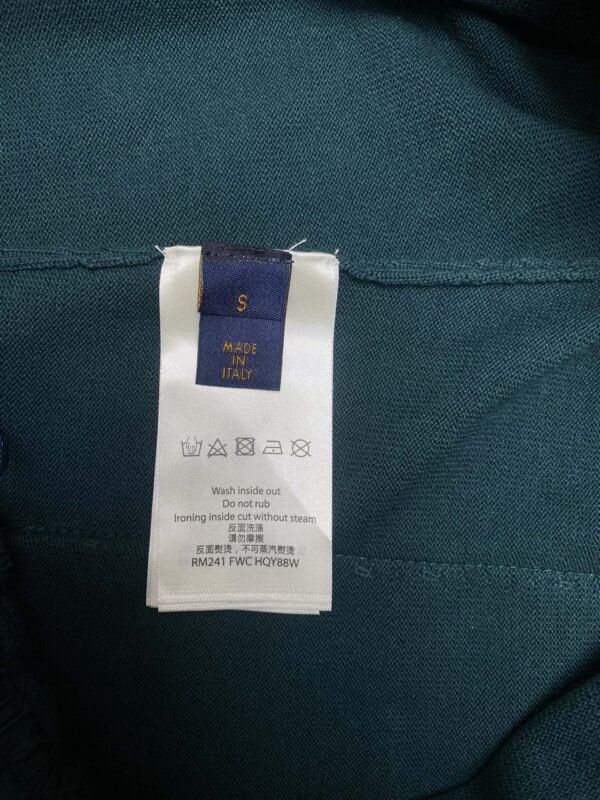 S
MADE
IN
ITALY
Wash inside out
Do not rub
Ironing inside cut without steam
反面洗涤
请勿摩擦
反面熨烫，不可蒸汽熨烫
RM241 FWC HQY88W